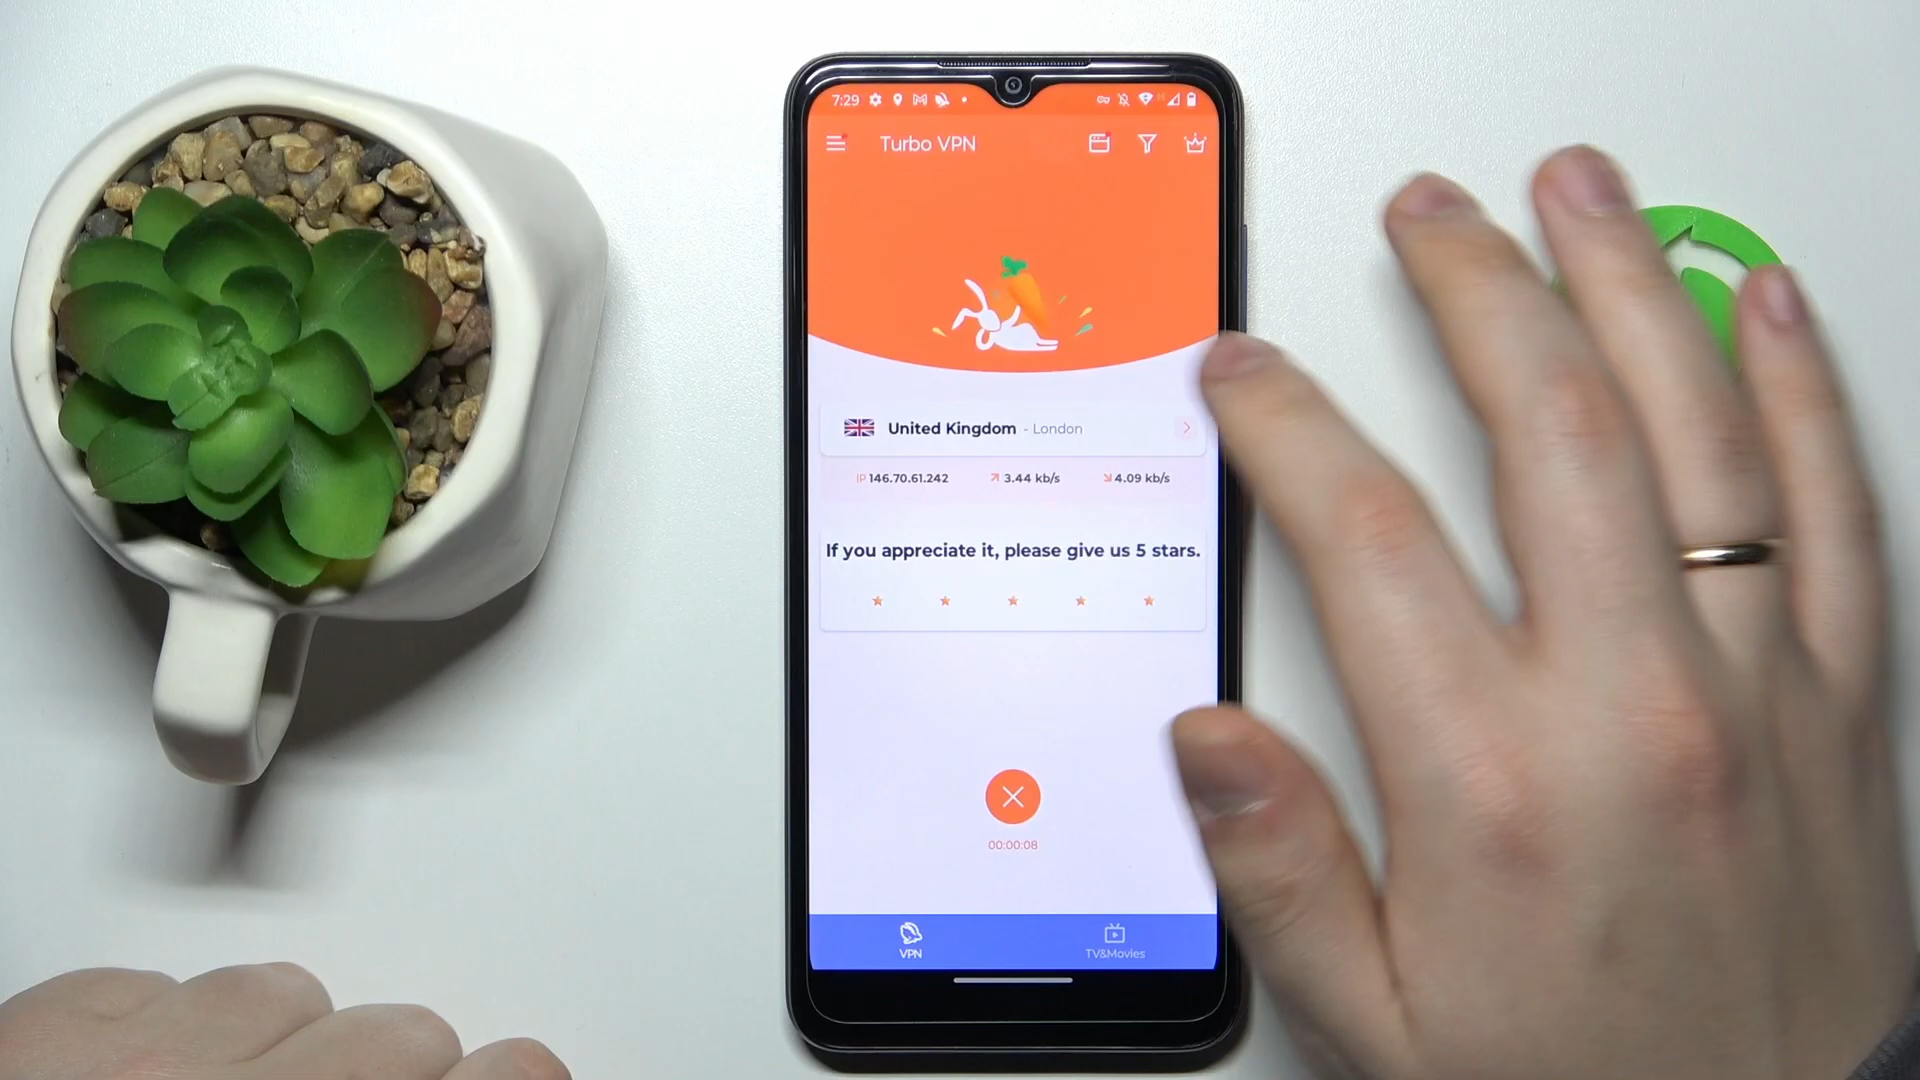 7:29
Turbo VPN
United Kingdom - London
IP 146.70.61.242 3.44 kb/s 4.09 kb/s
If you appreciate it, please give us 5 stars.
00:00:08
VPN TV&Movies